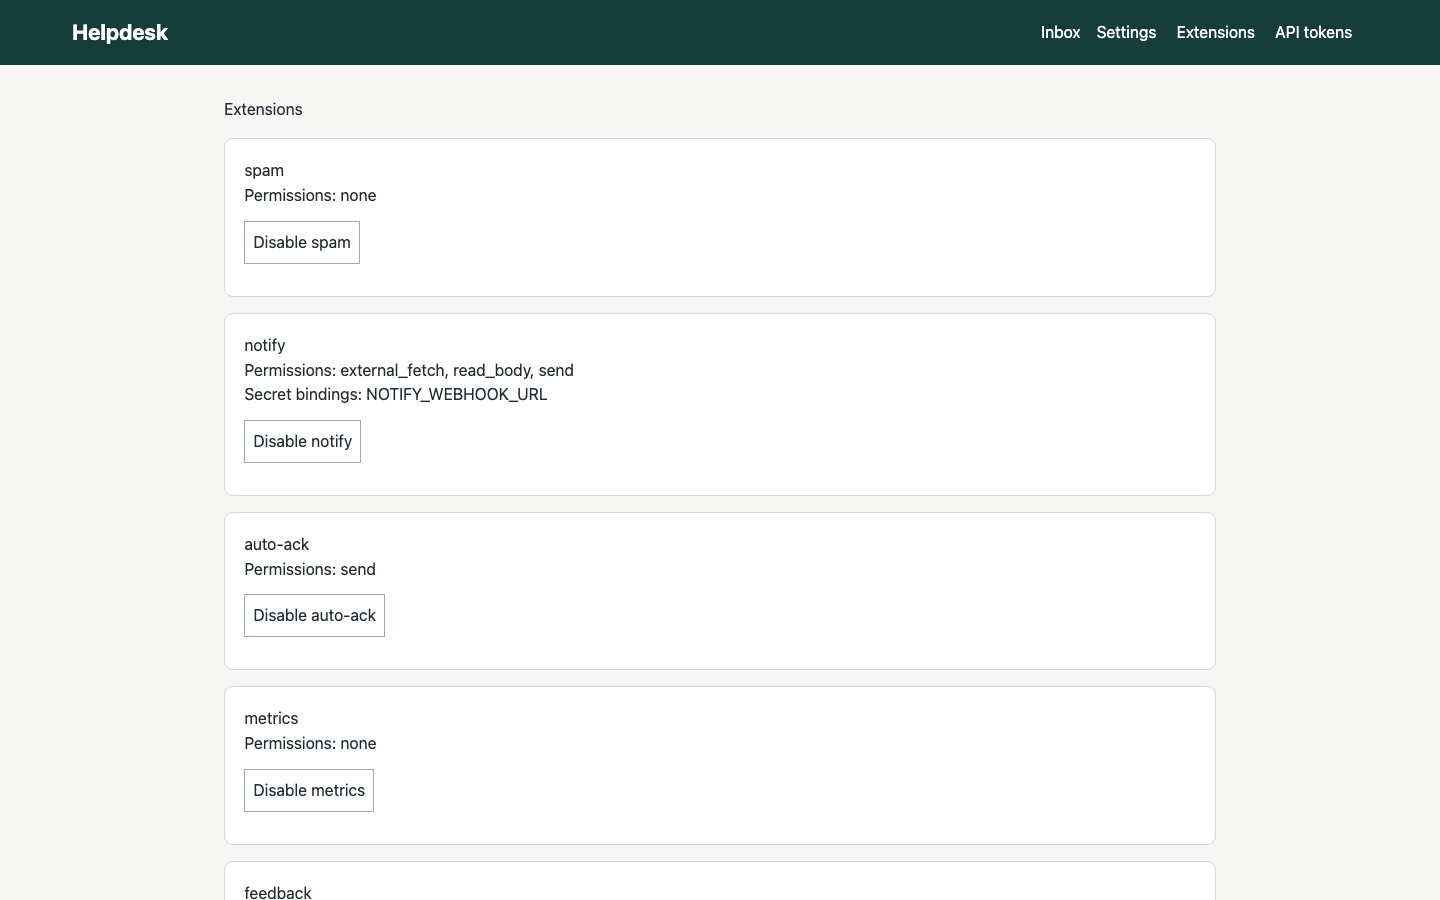 Helpdesk
Inbox Settings Extensions API tokens
Extensions
spam
Permissions: none
Disable spam
notify
Permissions: external_fetch, read_body, send
Secret bindings: NOTIFY_WEBHOOK_URL
Disable notify
auto-ack
Permissions: send
Disable auto-ack
metrics
Permissions: none
Disable metrics
feedback